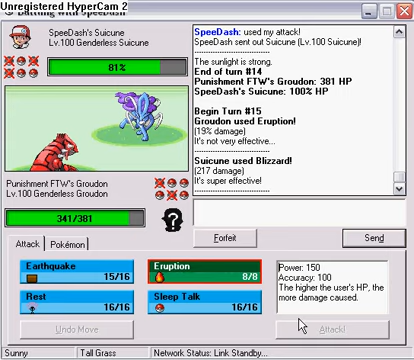 Unregistered HyperCam 2
Battling with SpeeDash
SpeeDash's Suicune
Lv.100 Genderless Suicune
81%
Punishment FTW's Groudon
Lv.100 Genderless Groudon
341/381
SpeeDash: used my attack!
SpeeDash sent out Suicune (Lv.100 Suicune)!
The sunlight is strong.
End of turn #14
Punishment FTW's Groudon: 381 HP
SpeeDash's Suicune: 100% HP
Begin Turn #15
Groudon used Eruption!
(19% damage)
It's not very effective...
Suicune used Blizzard!
(217 damage)
It's super effective!
Forfeit
Send
Attack
Pokémon
Earthquake
15/16
Eruption
8/8
Rest
16/16
Sleep Talk
16/16
Undo Move
Power: 150
Accuracy: 100
The higher the user's HP, the
more damage caused.
Attack!
Sunny
Tall Grass
Network Status: Link Standby...